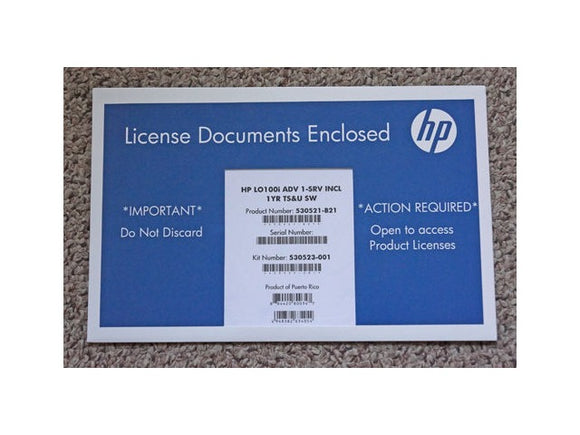 License Documents Enclosed
hp
HP LO100i ADV 1-SRV INCL
1YR TS&U SW
Product Number: 530521-B21
Serial Number:
Kit Number: 530523-001
Product of Puerto Rico
*IMPORTANT*
Do Not Discard
*ACTION REQUIRED*
Open to access
Product Licenses